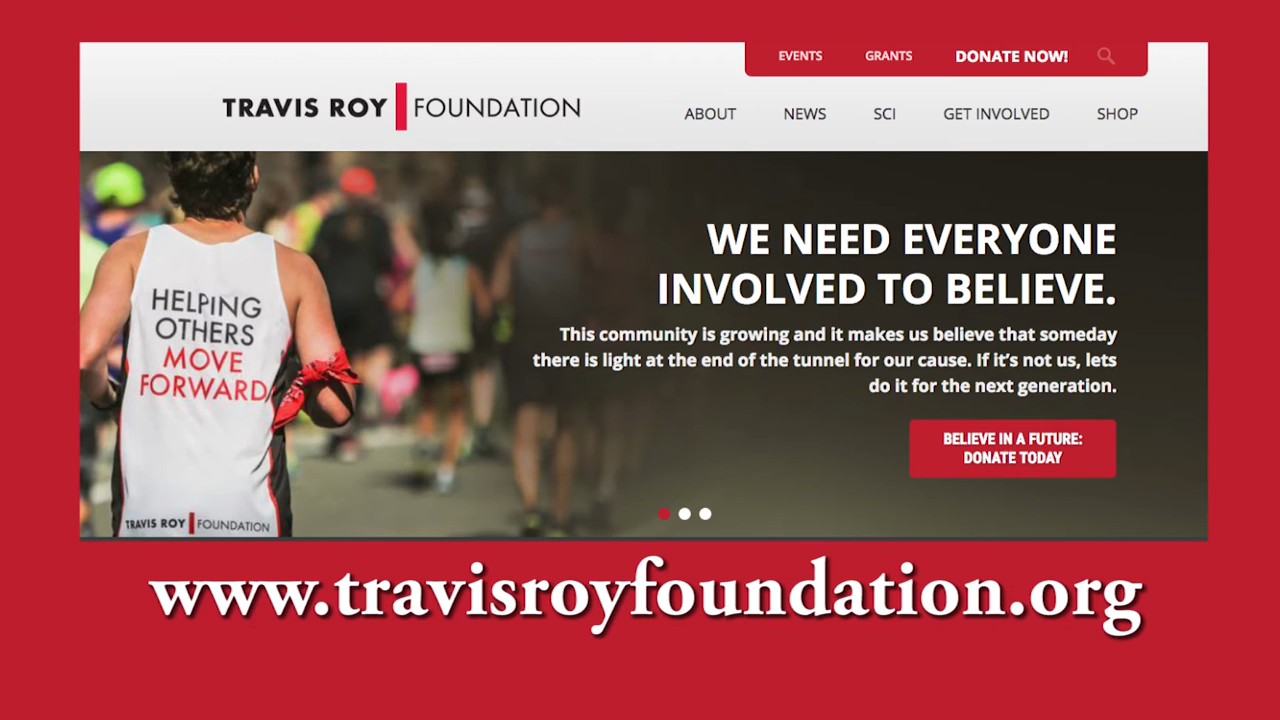 EVENTS GRANTS DONATE NOW!
TRAVIS ROY FOUNDATION
ABOUT NEWS SCI GET INVOLVED SHOP
WE NEED EVERYONE
INVOLVED TO BELIEVE.
This community is growing and it makes us believe that someday
there is light at the end of the tunnel for our cause. If it's not us, lets
do it for the next generation.
BELIEVE IN A FUTURE:
DONATE TODAY
HELPING
OTHERS
MOVE
FORWARD
TRAVIS ROY FOUNDATION
www.travisroyfoundation.org